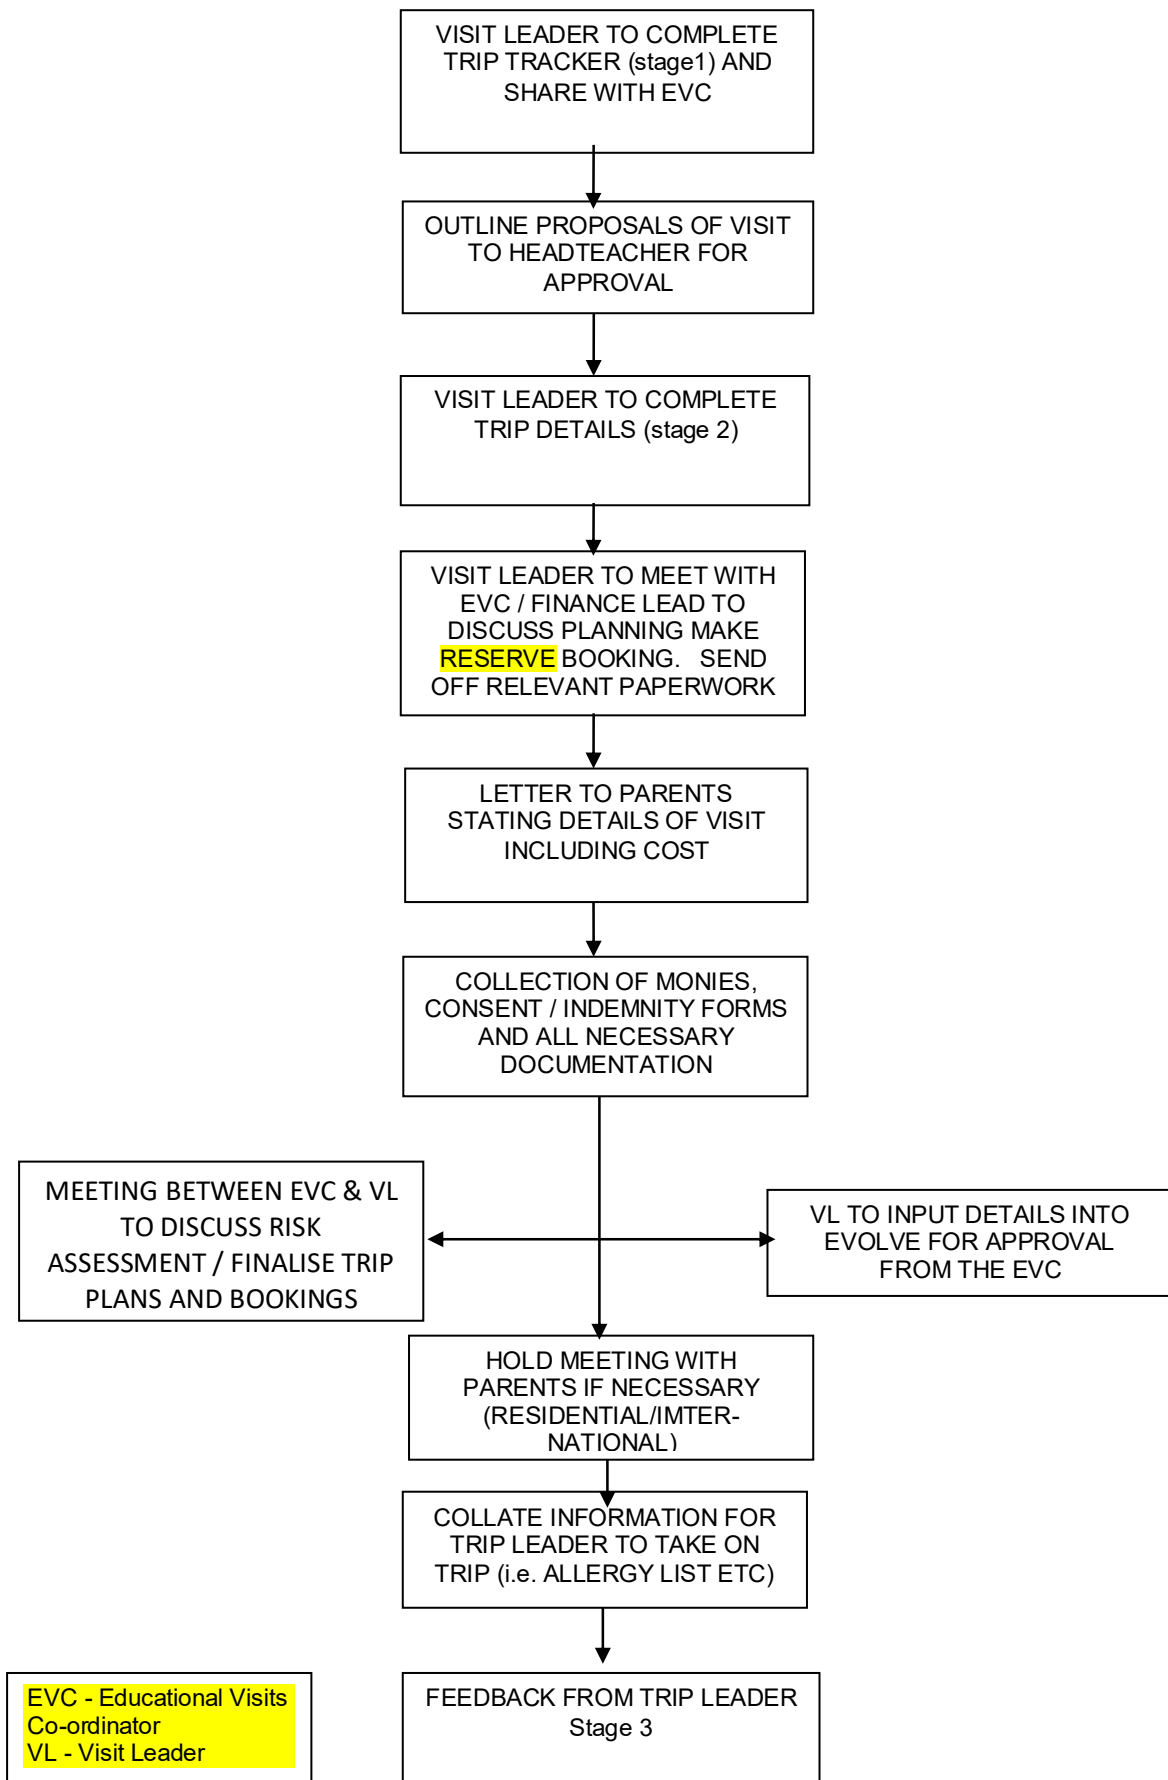 VISIT LEADER TO COMPLETE
TRIP TRACKER (stage1) AND
SHARE WITH EVC
OUTLINE PROPOSALS OF VISIT
TO HEADTEACHER FOR
APPROVAL
VISIT LEADER TO COMPLETE
TRIP DETAILS (stage 2)
VISIT LEADER TO MEET WITH
EVC / FINANCE LEAD TO
DISCUSS PLANNING MAKE
RESERVE BOOKING. SEND
OFF RELEVANT PAPERWORK
LETTER TO PARENTS
STATING DETAILS OF VISIT
INCLUDING COST
COLLECTION OF MONIES,
CONSENT / INDEMNITY FORMS
AND ALL NECESSARY
DOCUMENTATION
MEETING BETWEEN EVC & VL
TO DISCUSS RISK
ASSESSMENT / FINALISE TRIP
PLANS AND BOOKINGS
VL TO INPUT DETAILS INTO
EVOLVE FOR APPROVAL
FROM THE EVC
HOLD MEETING WITH
PARENTS IF NECESSARY
(RESIDENTIAL/IMTER-
NATIONAL)
COLLATE INFORMATION FOR
TRIP LEADER TO TAKE ON
TRIP (i.e. ALLERGY LIST ETC)
EVC - Educational Visits
Co-ordinator
VL - Visit Leader
FEEDBACK FROM TRIP LEADER
Stage 3